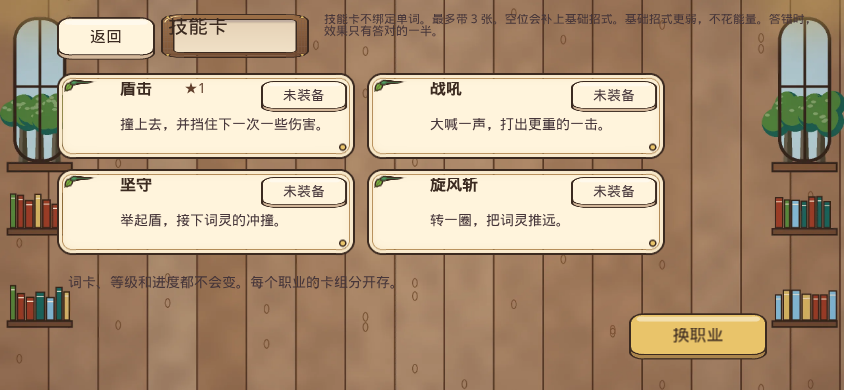 返回
技能卡
技能卡不绑定单词。最多带 3 张、空位会补上基础招式。基础招式更弱，不花能量。答错时，
效果只有答对的一半。
盾击 ★1
未装备
撞上去，并挡住下一次一些伤害。
战吼
未装备
大喊一声，打出更重的一击。
坚守
未装备
举起盾，接下词灵的冲撞。
旋风斩
未装备
转一圈，把词灵推远。
词卡、等级和进度都不会变。每个职业的卡组分开存。
换职业